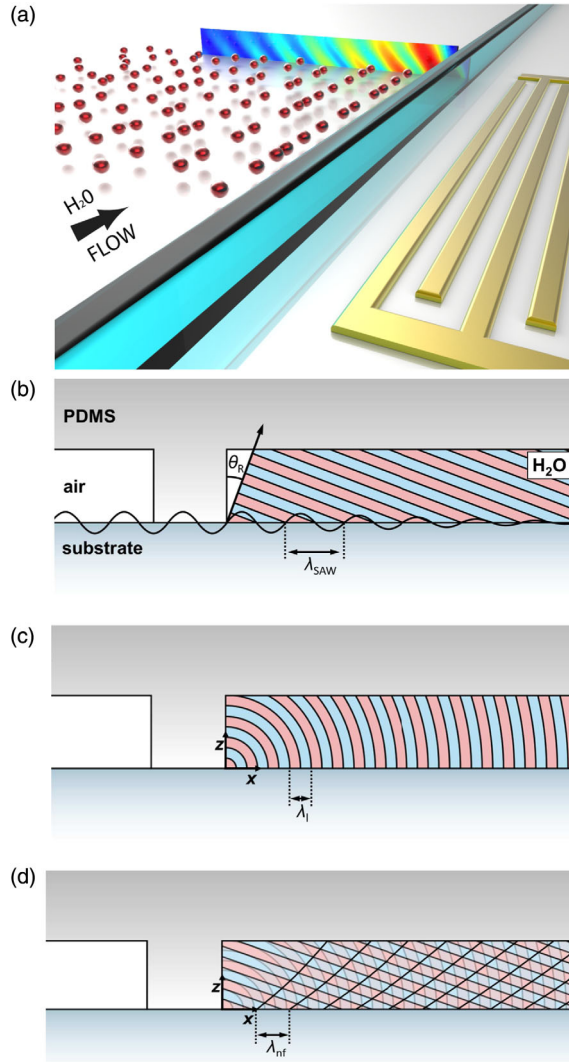 (a)
H₂0
FLOW
(b)
PDMS
θR
H₂O
air
substrate
λSAW
(c)
z
x
λl
(d)
z
x
λnf